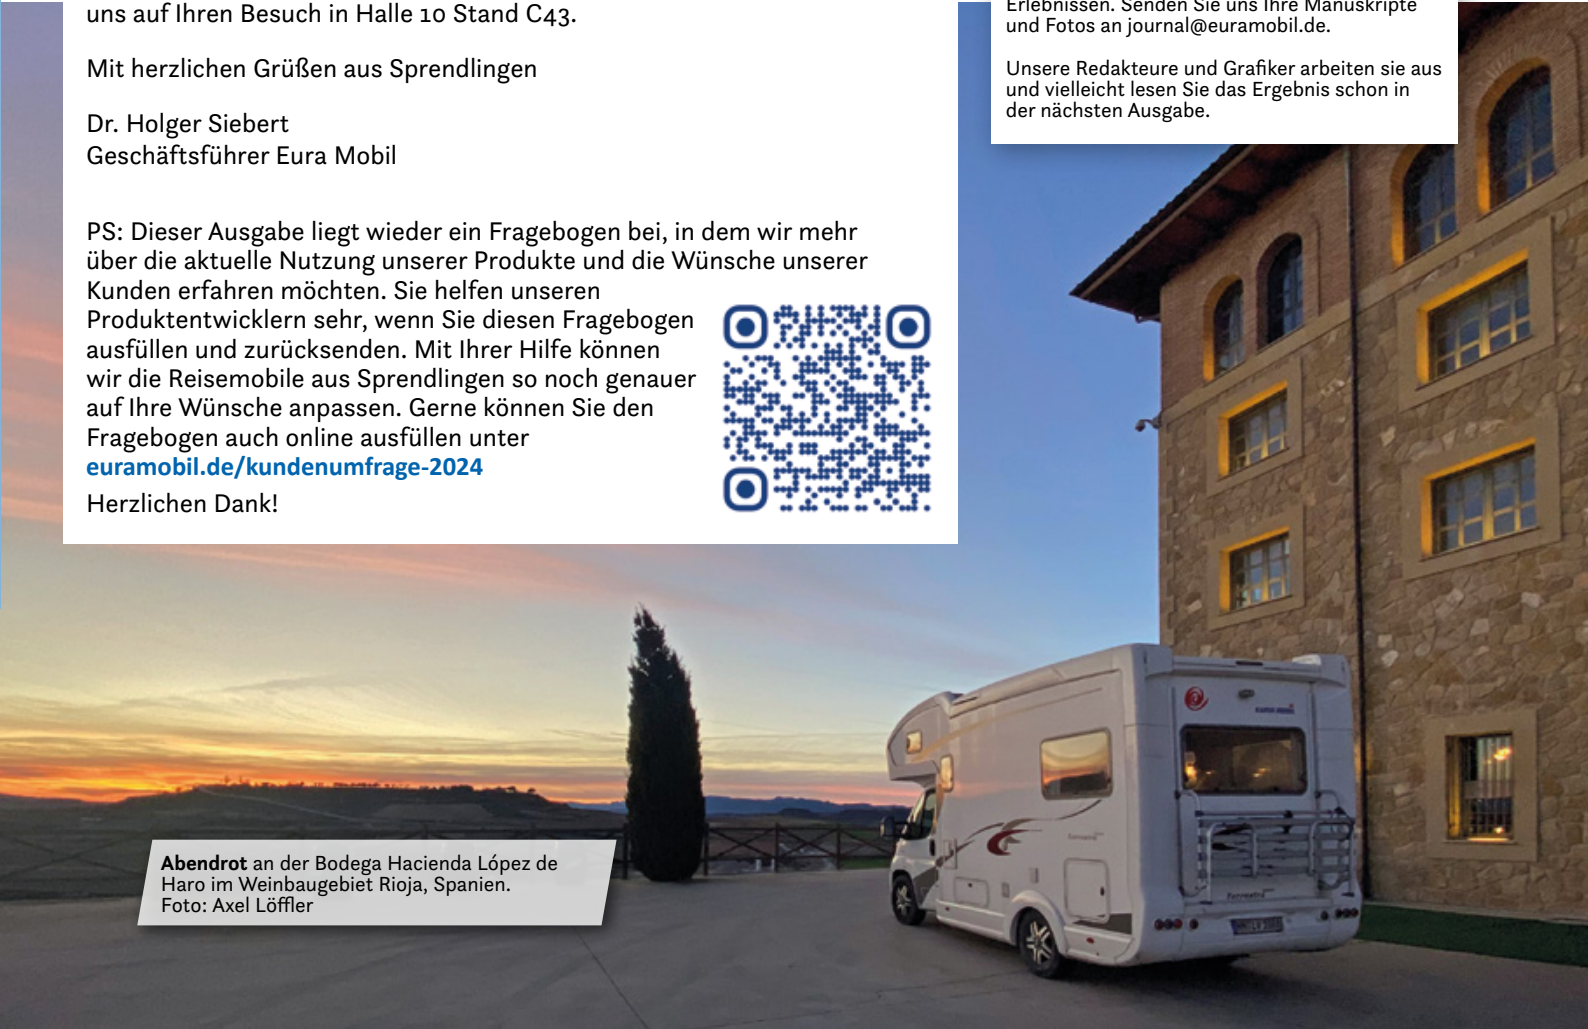 uns auf Ihren Besuch in Halle 10 Stand C43.
Mit herzlichen Grüßen aus Sprendlingen
Dr. Holger Siebert
Geschäftsführer Eura Mobil
PS: Dieser Ausgabe liegt wieder ein Fragebogen bei, in dem wir mehr
über die aktuelle Nutzung unserer Produkte und die Wünsche unserer
Kunden erfahren möchten. Sie helfen unseren
Produktentwicklern sehr, wenn Sie diesen Fragebogen
ausfüllen und zurücksenden. Mit Ihrer Hilfe können
wir die Reisemobile aus Sprendlingen so noch genauer
auf Ihre Wünsche anpassen. Gerne können Sie den
Fragebogen auch online ausfüllen unter
euramobil.de/kundenumfrage-2024
Herzlichen Dank!
Erlebnissen. Senden Sie uns Ihre Manuskripte
und Fotos an journal@euramobil.de.
Unsere Redakteure und Grafiker arbeiten sie aus
und vielleicht lesen Sie das Ergebnis schon in
der nächsten Ausgabe.
Abendrot an der Bodega Hacienda López de
Haro im Weinbaugebiet Rioja, Spanien.
Foto: Axel Löffler